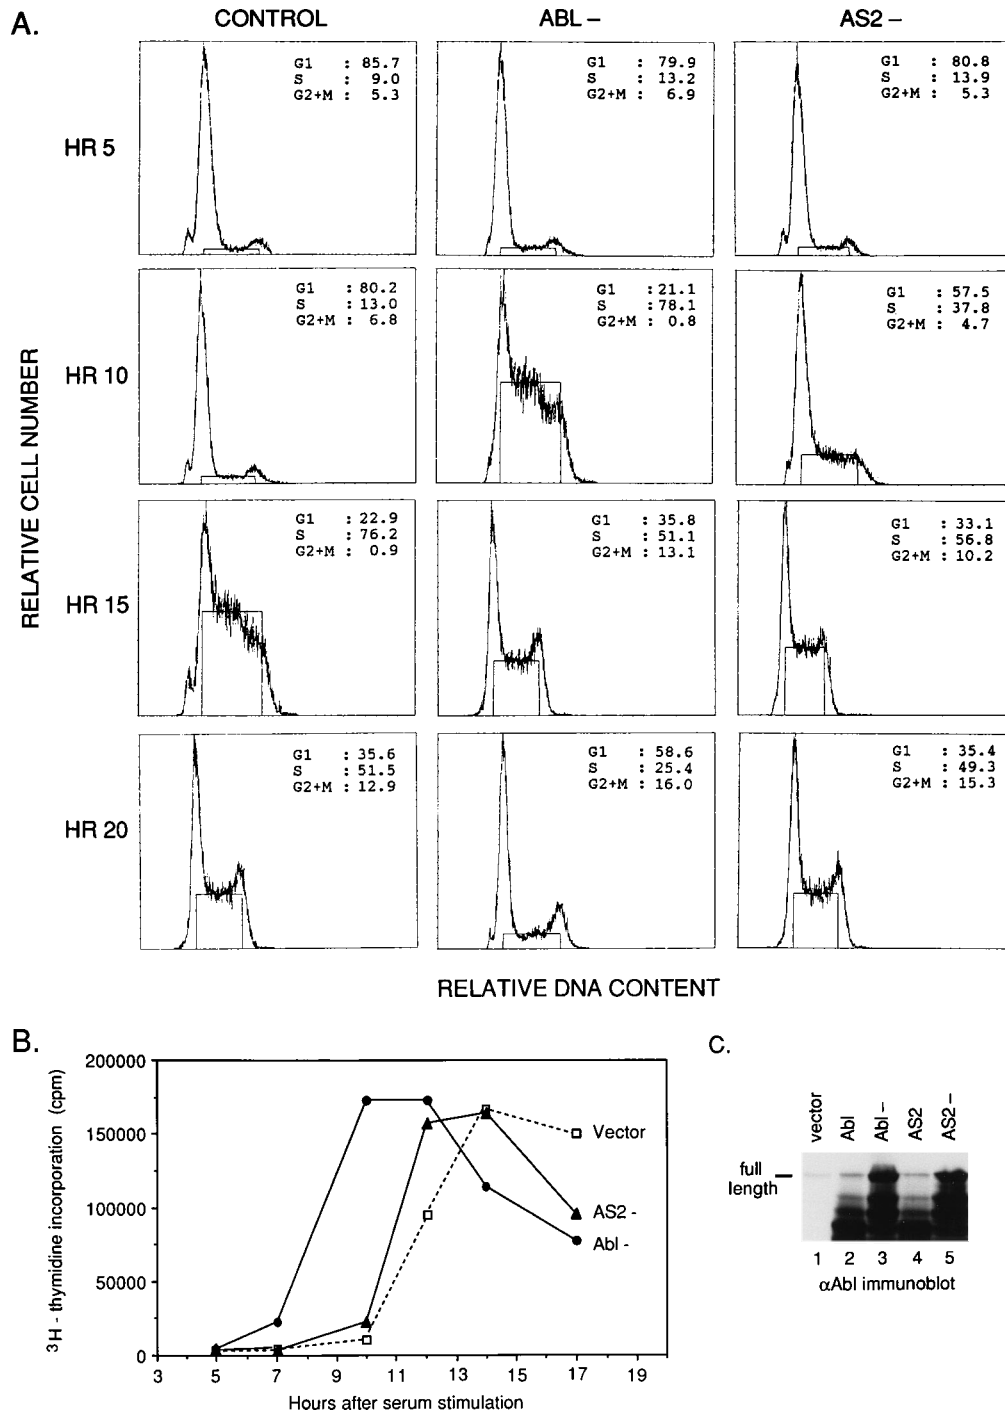 A.
CONTROL
ABL –
AS2 –
HR 5
G1 : 85.7
S : 9.0
G2+M : 5.3
G1 : 79.9
S : 13.2
G2+M : 6.9
G1 : 80.8
S : 13.9
G2+M : 5.3
HR 10
G1 : 80.2
S : 13.0
G2+M : 6.8
G1 : 21.1
S : 78.1
G2+M : 0.8
G1 : 57.5
S : 37.8
G2+M : 4.7
HR 15
G1 : 22.9
S : 76.2
G2+M : 0.9
G1 : 35.8
S : 51.1
G2+M : 13.1
G1 : 33.1
S : 56.8
G2+M : 10.2
HR 20
G1 : 35.6
S : 51.5
G2+M : 12.9
G1 : 58.6
S : 25.4
G2+M : 16.0
G1 : 35.4
S : 49.3
G2+M : 15.3
RELATIVE CELL NUMBER
RELATIVE DNA CONTENT
B.
³H - thymidine incorporation (cpm)
200000
150000
100000
50000
0
3 5 7 9 11 13 15 17 19
Hours after serum stimulation
Vector
AS2 -
Abl -
C.
vector
Abl
Abl –
AS2
AS2 –
full
length
1 2 3 4 5
αAbl immunoblot